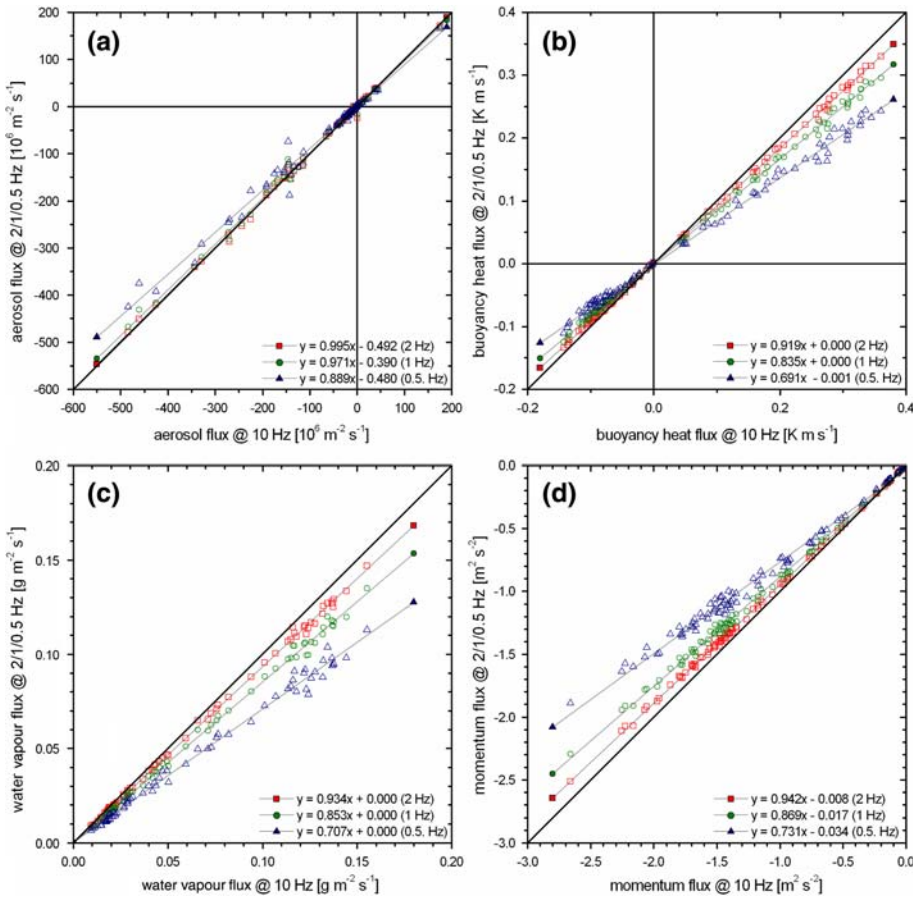 (a)
200
100
0
-100
-200
-300
-400
-500
-600
aerosol flux @ 2/1/0.5 Hz [10⁶ m⁻² s⁻¹]
y = 0.995x - 0.492 (2 Hz)
y = 0.971x - 0.390 (1 Hz)
y = 0.889x - 0.480 (0.5. Hz)
-600 -500 -400 -300 -200 -100 0 100 200
aerosol flux @ 10 Hz [10⁶ m⁻² s⁻¹]
(b)
0.4
0.3
0.2
0.1
0.0
-0.1
-0.2
buoyancy heat flux @ 2/1/0.5 Hz [K m s⁻¹]
y = 0.919x + 0.000 (2 Hz)
y = 0.835x + 0.000 (1 Hz)
y = 0.691x - 0.001 (0.5. Hz)
-0.2 0.0 0.2 0.4
buoyancy heat flux @ 10 Hz [K m s⁻¹]
(c)
0.20
0.15
0.10
0.05
0.00
water vapour flux @ 2/1/0.5 Hz [g m⁻² s⁻¹]
y = 0.934x + 0.000 (2 Hz)
y = 0.853x + 0.000 (1 Hz)
y = 0.707x + 0.000 (0.5. Hz)
0.00 0.05 0.10 0.15 0.20
water vapour flux @ 10 Hz [g m⁻² s⁻¹]
(d)
0.0
-0.5
-1.0
-1.5
-2.0
-2.5
-3.0
momentum flux @ 2/1/0.5 Hz [m² s⁻²]
y = 0.942x - 0.008 (2 Hz)
y = 0.869x - 0.017 (1 Hz)
y = 0.731x - 0.034 (0.5. Hz)
-3.0 -2.5 -2.0 -1.5 -1.0 -0.5 0.0
momentum flux @ 10 Hz [m² s⁻²]